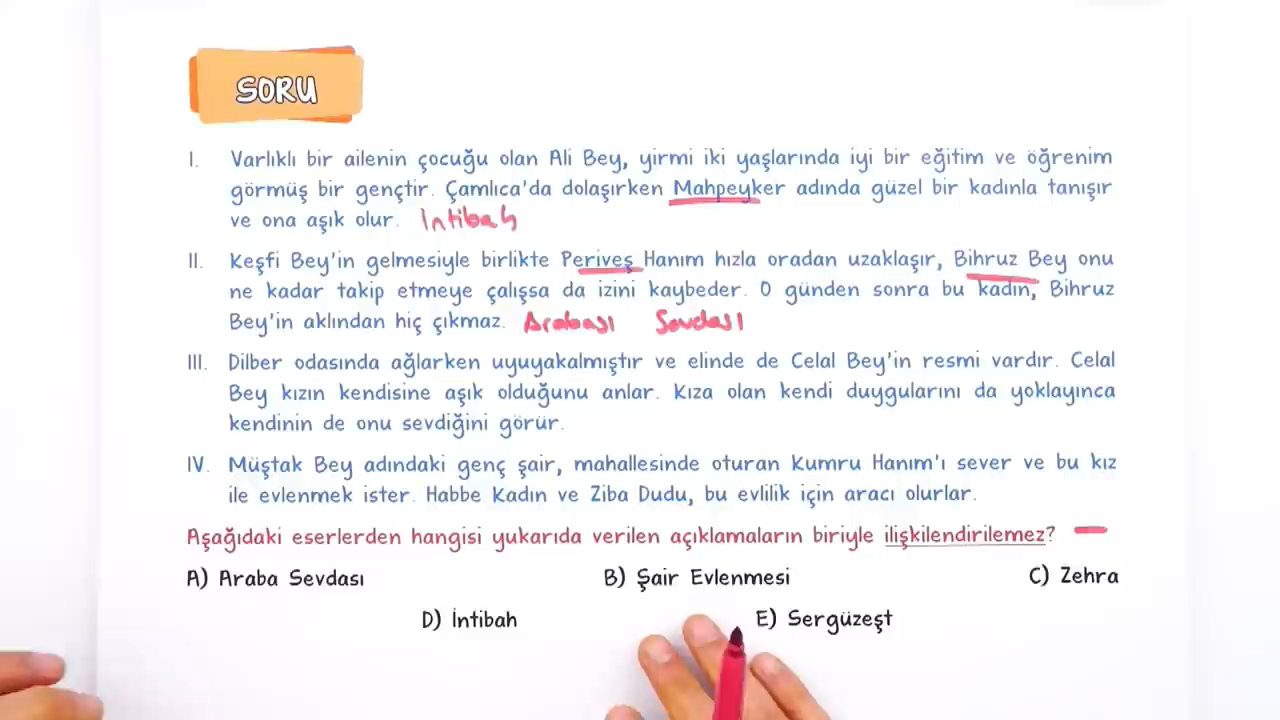 SORU
I. Varlıklı bir ailenin çocuğu olan Ali Bey, yirmi iki yaşlarında iyi bir eğitim ve öğrenim
görmüş bir gençtir. Çamlıca'da dolaşırken Mahpeyker adında güzel bir kadınla tanışır
ve ona aşık olur. İntibah
II. Keşfi Bey'in gelmesiyle birlikte Periveş Hanım hızla oradan uzaklaşır, Bihruz Bey onu
ne kadar takip etmeye çalışsa da izini kaybeder. O günden sonra bu kadın, Bihruz
Bey'in aklından hiç çıkmaz. Arabası Sevdası
III. Dilber odasında ağlarken uyuyakalmıştır ve elinde de Celal Bey'in resmi vardır. Celal
Bey kızın kendisine aşık olduğunu anlar. Kıza olan kendi duygularını da yoklayınca
kendinin de onu sevdiğini görür.
IV. Müştak Bey adındaki genç şair, mahallesinde oturan Kumru Hanım'ı sever ve bu kız
ile evlenmek ister. Habbe Kadın ve Ziba Dudu, bu evlilik için aracı olurlar.
Aşağıdaki eserlerden hangisi yukarıda verilen açıklamaların biriyle ilişkilendirilemez?
A) Araba Sevdası B) Şair Evlenmesi C) Zehra
D) İntibah E) Sergüzeşt